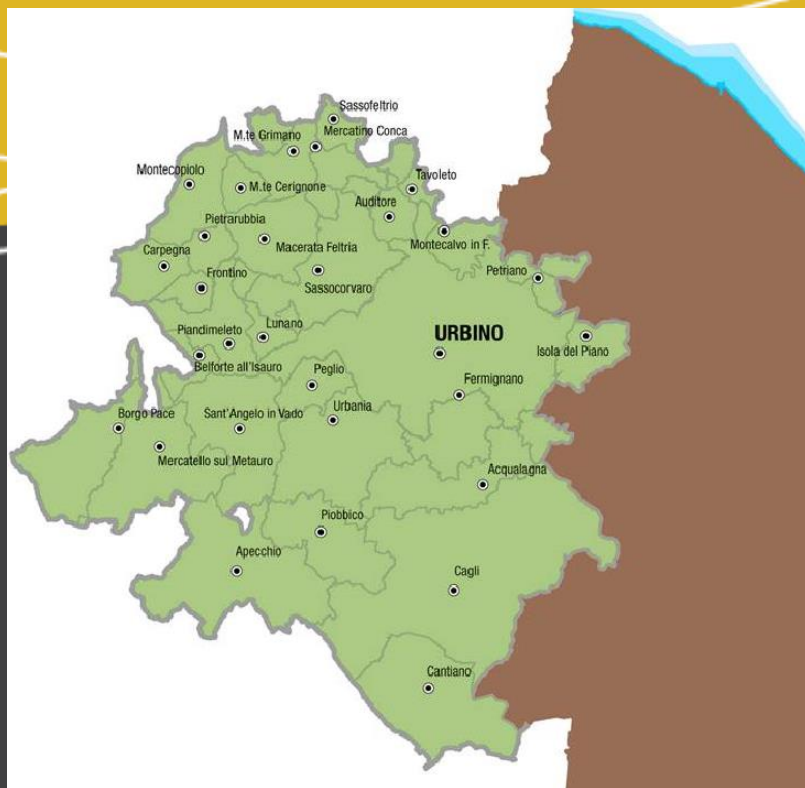 Sassofeltrio
M.te Grimano
Mercatino Conca
Montecopiolo
M.te Cerignone
Tavoleto
Auditore
Pietrarubbia
Montecalvo in F.
Carpegna
Macerata Feltria
Frontino
Petriano
Sassocorvaro
Lunano
Piandimeleto
URBINO
Isola del Piano
Belforte all'Isauro
Peglio
Fermignano
Borgo Pace
Sant'Angelo in Vado
Urbania
Mercatello sul Metauro
Acqualagna
Piobbico
Apecchio
Cagli
Cantiano